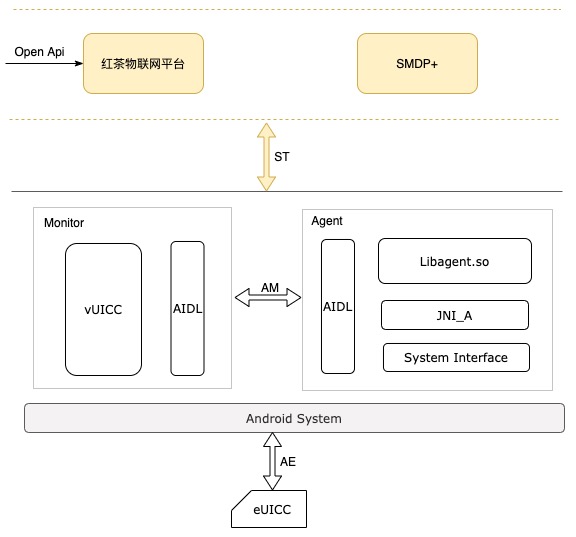 Open Api
红茶物联网平台
SMDP+
ST
Monitor
vUICC
AIDL
AM
Agent
AIDL
Libagent.so
JNI_A
System Interface
Android System
AE
eUICC